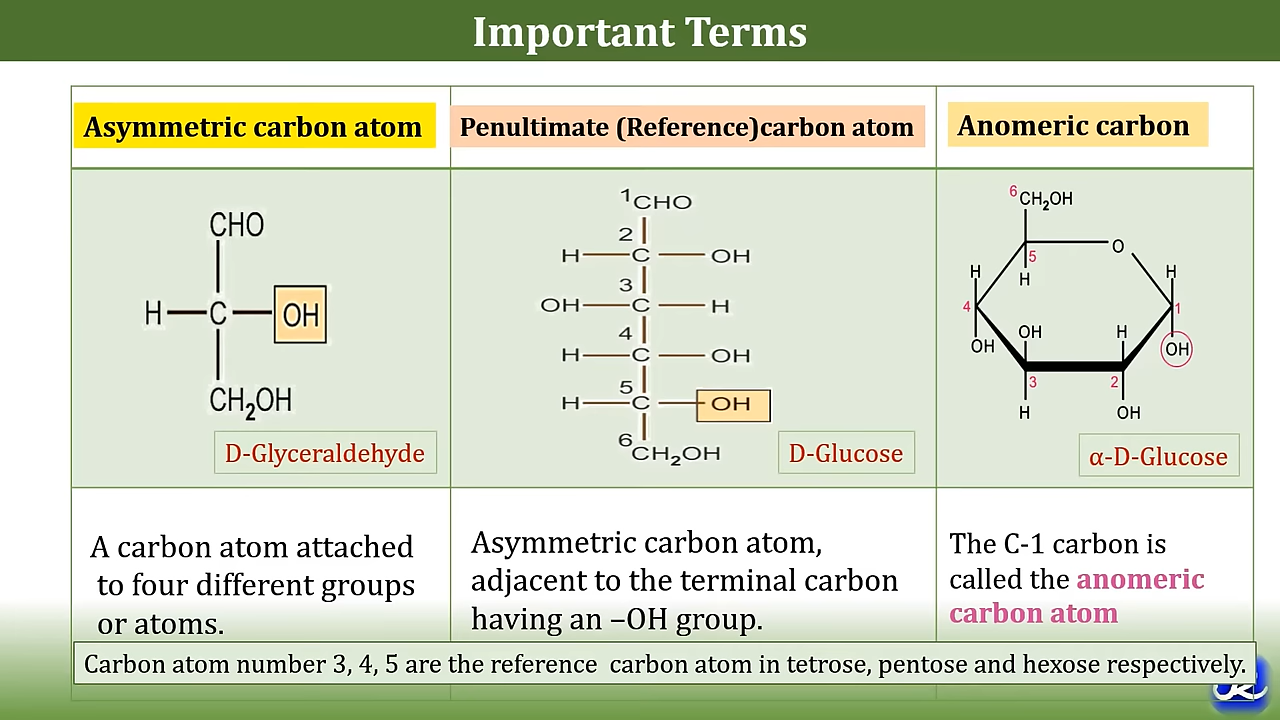 Important Terms
Asymmetric carbon atom
Penultimate (Reference)carbon atom
Anomeric carbon
CHO
H C OH
CH₂OH
D-Glyceraldehyde
1CHO
2
H C OH
3
OH C H
4
H C OH
5
H C OH
6
CH₂OH
D-Glucose
6 CH₂OH
O
5
H H H
4 1
OH H OH
OH
3 2
H OH
α-D-Glucose
A carbon atom attached
to four different groups
or atoms.
Asymmetric carbon atom,
adjacent to the terminal carbon
having an –OH group.
The C-1 carbon is
called the anomeric
carbon atom
Carbon atom number 3, 4, 5 are the reference carbon atom in tetrose, pentose and hexose respectively.